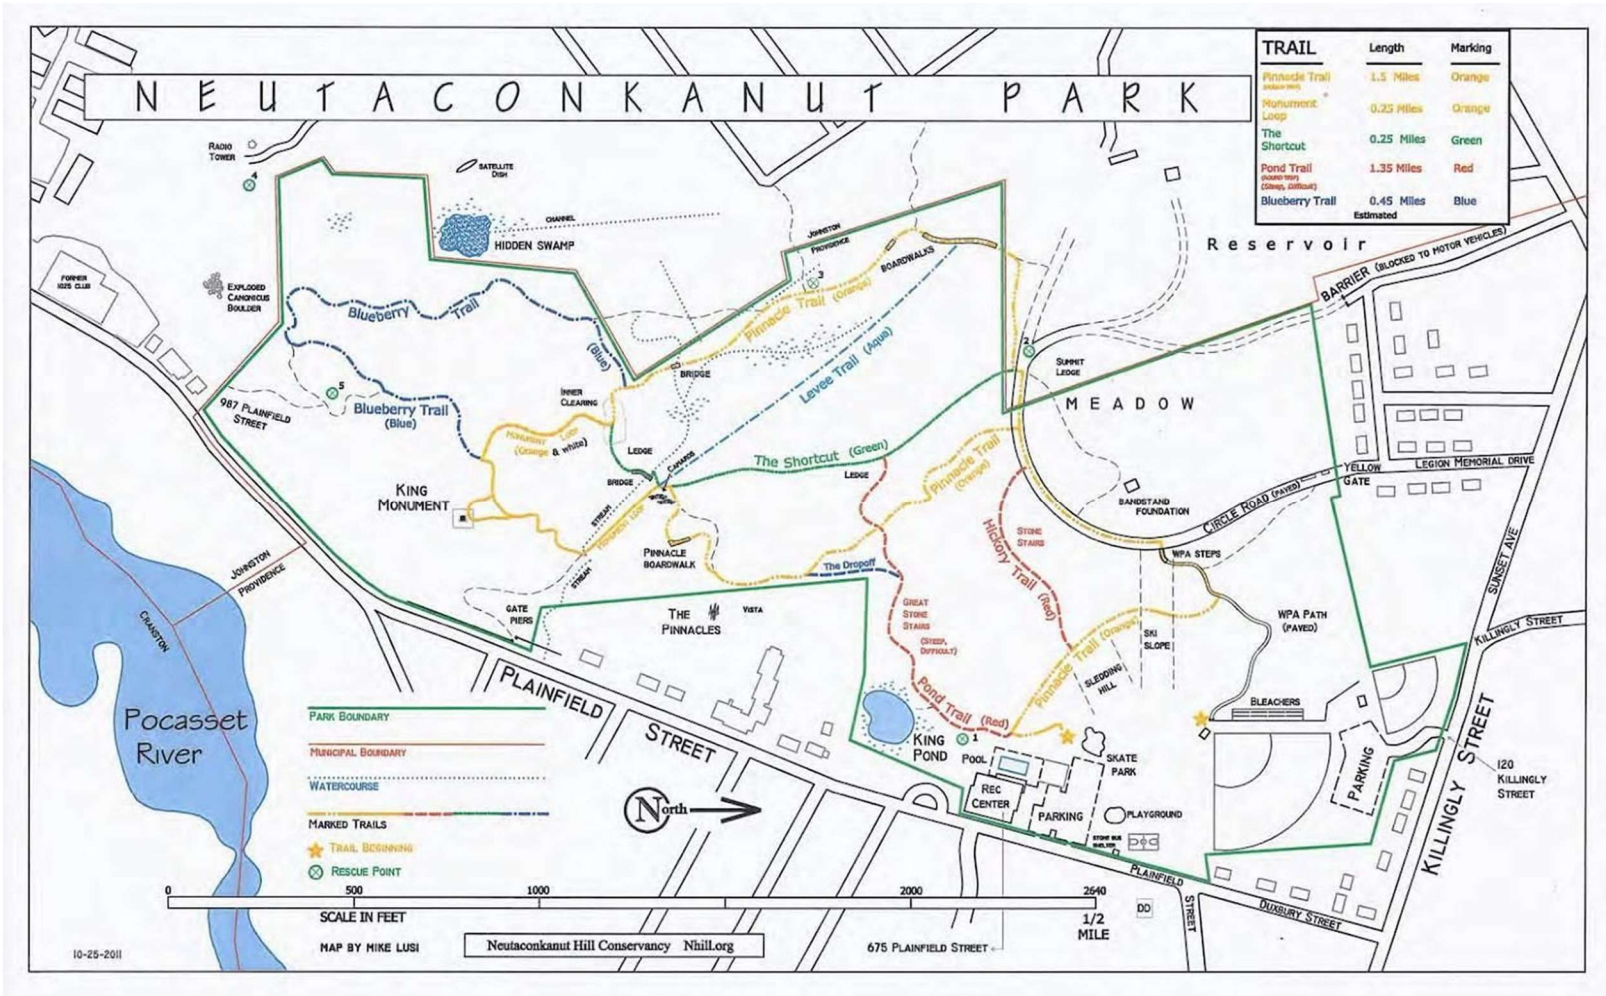 NEUTACONKANUT PARK
TRAIL Length Marking
Pinnacle Trail 1.5 Miles Orange
Monument Loop 0.25 Miles Orange
The Shortcut 0.25 Miles Green
Pond Trail 1.35 Miles Red
(Steep, Difficult)
Blueberry Trail 0.45 Miles Blue
Estimated
RADIO TOWER
4
SATELLITE DISH
CHANNEL
HIDDEN SWAMP
JOHNSTON
PROVIDENCE
3
BOARDWALKS
Reservoir
BARRIER (BLOCKED TO MOTOR VEHICLES)
FORMER 1025 CLUB
EXPLODED CANONICUS BOULDER
Blueberry Trail
(Blue)
Pinnacle Trail (Orange)
Levee Trail (Aqua)
2
SUMMIT LEDGE
MEADOW
BRIDGE
INNER CLEARING
5
987 PLAINFIELD STREET
Blueberry Trail (Blue)
MONUMENT LOOP
(Orange & white)
LEDGE
CAMAROS
BRIDGE
The Shortcut (Green)
LEDGE
Pinnacle Trail (Orange)
YELLOW GATE
LEGION MEMORIAL DRIVE
KING MONUMENT
STREAM
MONUMENT LOOP
BANDSTAND FOUNDATION
CIRCLE ROAD (PAVED)
Hickory Trail (Red)
STONE STAIRS
PINNACLE BOARDWALK
STREAM
The Dropoff
WPA STEPS
SUNSET AVE
JOHNSTON
PROVIDENCE
CRANSTON
GATE PIERS
THE PINNACLES
VISTA
GREAT STONE STAIRS
(STEEP, DIFFICULT)
Pinnacle Trail (Orange)
SKI SLOPE
WPA PATH (PAVED)
KILLINGLY STREET
SLEDDING HILL
PLAINFIELD STREET
Pond Trail (Red)
BLEACHERS
Pocasset River
KING POND
1
POOL
SKATE PARK
REC CENTER
PARKING
PLAYGROUND
STONE BUS SHELTER
PARKING
120 KILLINGLY STREET
KILLINGLY STREET
PARK BOUNDARY
MUNICIPAL BOUNDARY
WATERCOURSE
MARKED TRAILS
TRAIL BEGINNING
RESCUE POINT
North
PLAINFIELD STREET
DUXBURY STREET
DD
0 500 1000 2000 2640
SCALE IN FEET
1/2 MILE
MAP BY MIKE LUSI
Neutaconkanut Hill Conservancy Nhill.org
675 PLAINFIELD STREET
10-25-2011